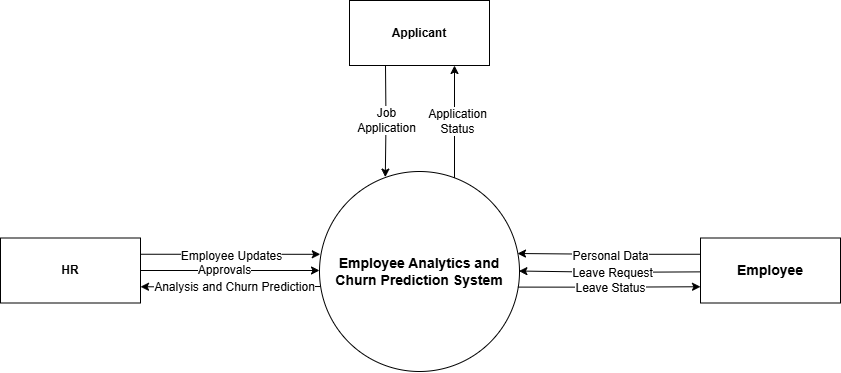 Applicant
Job
Application
Application
Status
HR
Employee Updates
Approvals
Analysis and Churn Prediction
Employee Analytics and
Churn Prediction System
Personal Data
Leave Request
Leave Status
Employee